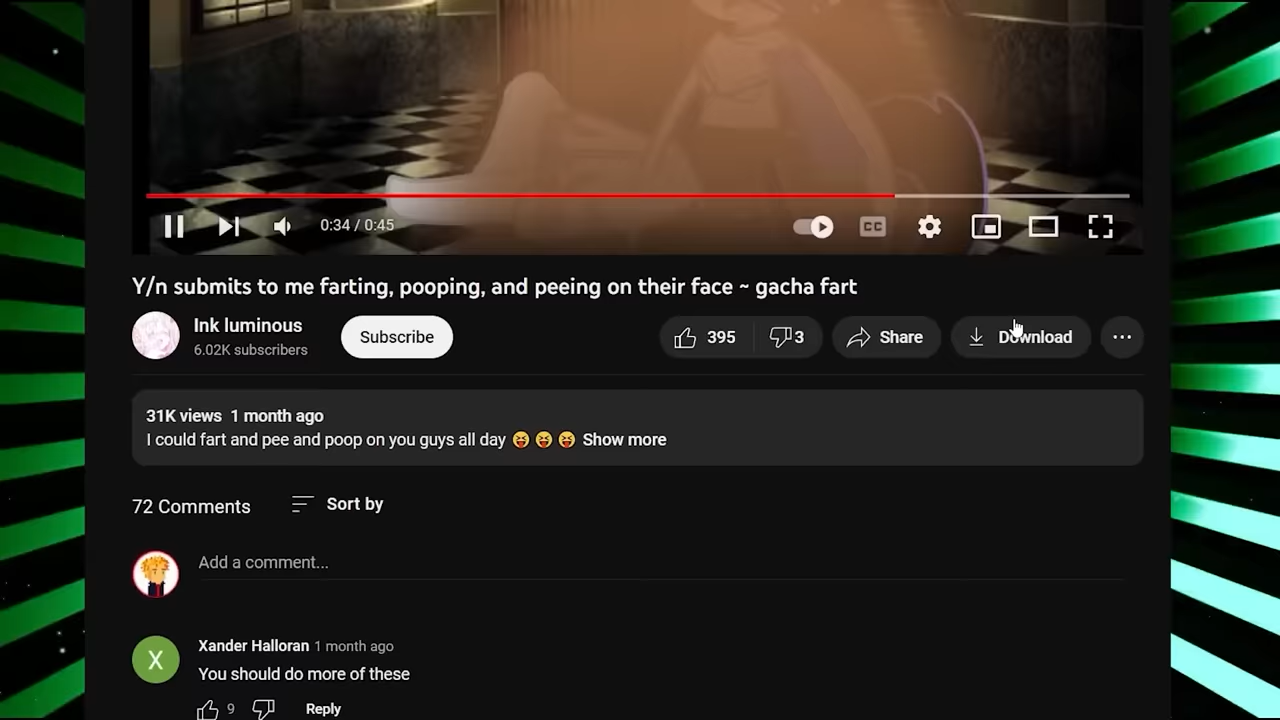 0:34 / 0:45
CC
Y/n submits to me farting, pooping, and peeing on their face ~ gacha fart
Ink luminous
6.02K subscribers
Subscribe
395
3
Share
Download
31K views 1 month ago
I could fart and pee and poop on you guys all day 😝 😝 😝 Show more
72 Comments
Sort by
Add a comment...
X
Xander Halloran 1 month ago
You should do more of these
9
Reply